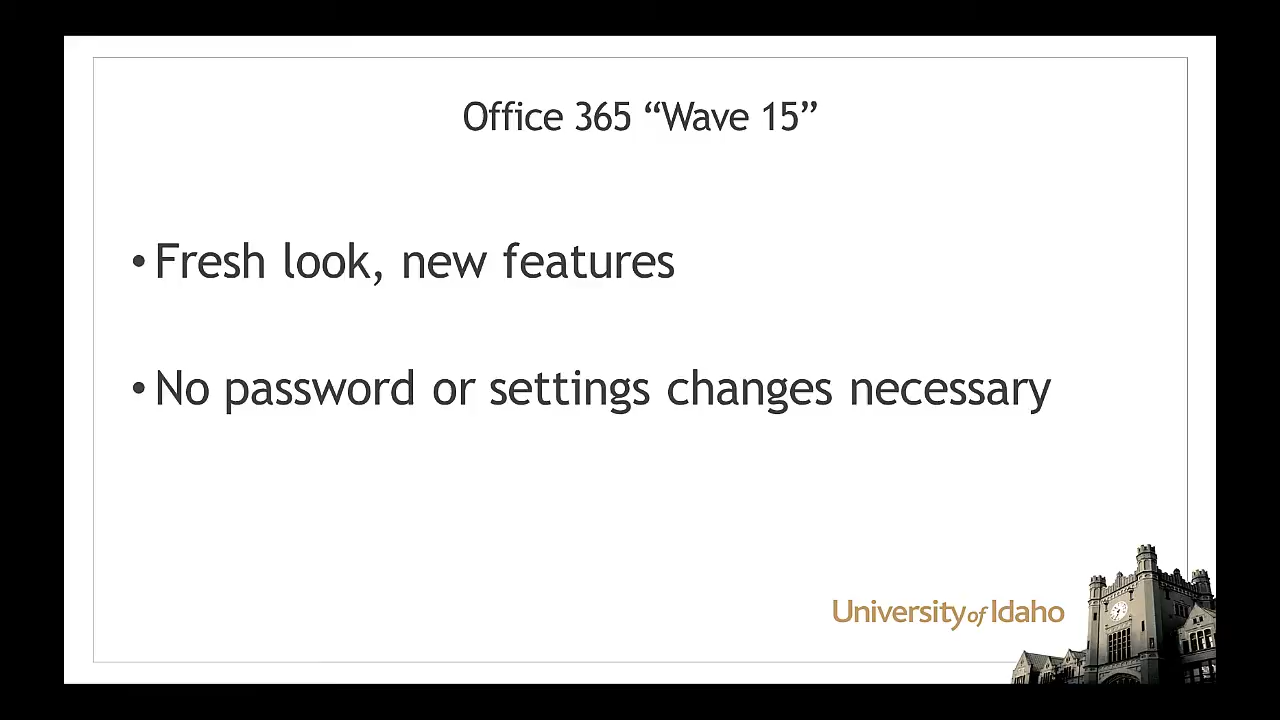 Office 365 “Wave 15”
• Fresh look, new features
• No password or settings changes necessary
University of Idaho